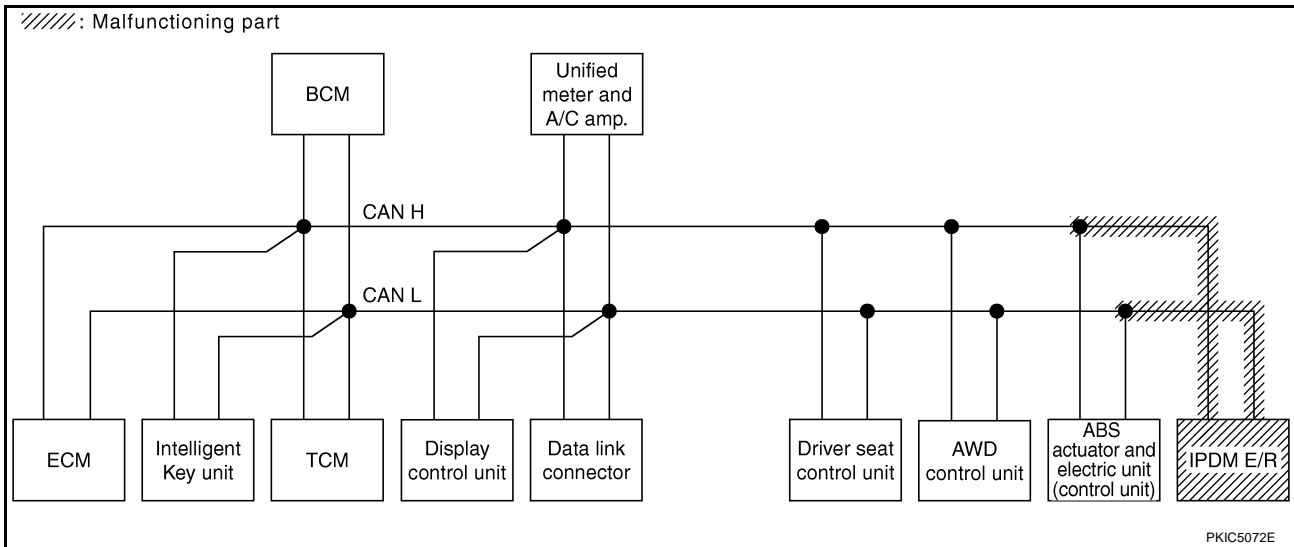 : Malfunctioning part
BCM
Unified
meter and
A/C amp.
CAN H
CAN L
ECM
Intelligent
Key unit
TCM
Display
control unit
Data link
connector
Driver seat
control unit
AWD
control unit
ABS
actuator and
electric unit
(control unit)
IPDM E/R
PKIC5072E